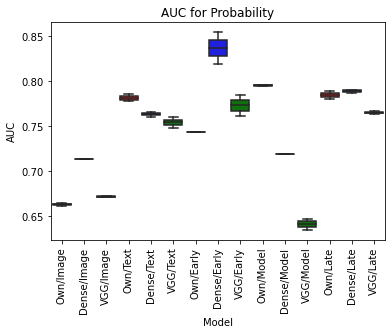 AUC for Probability
AUC
0.85
0.80
0.75
0.70
0.65
Own/Image
Dense/Image
VGG/Image
Own/Text
Dense/Text
VGG/Text
Own/Early
Dense/Early
VGG/Early
Own/Model
Dense/Model
VGG/Model
Own/Late
Dense/Late
VGG/Late
Model